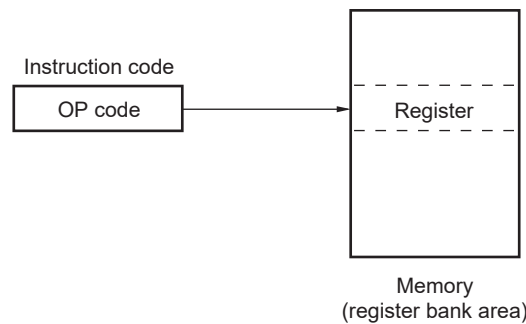 Instruction code
OP code
Register
Memory
(register bank area)